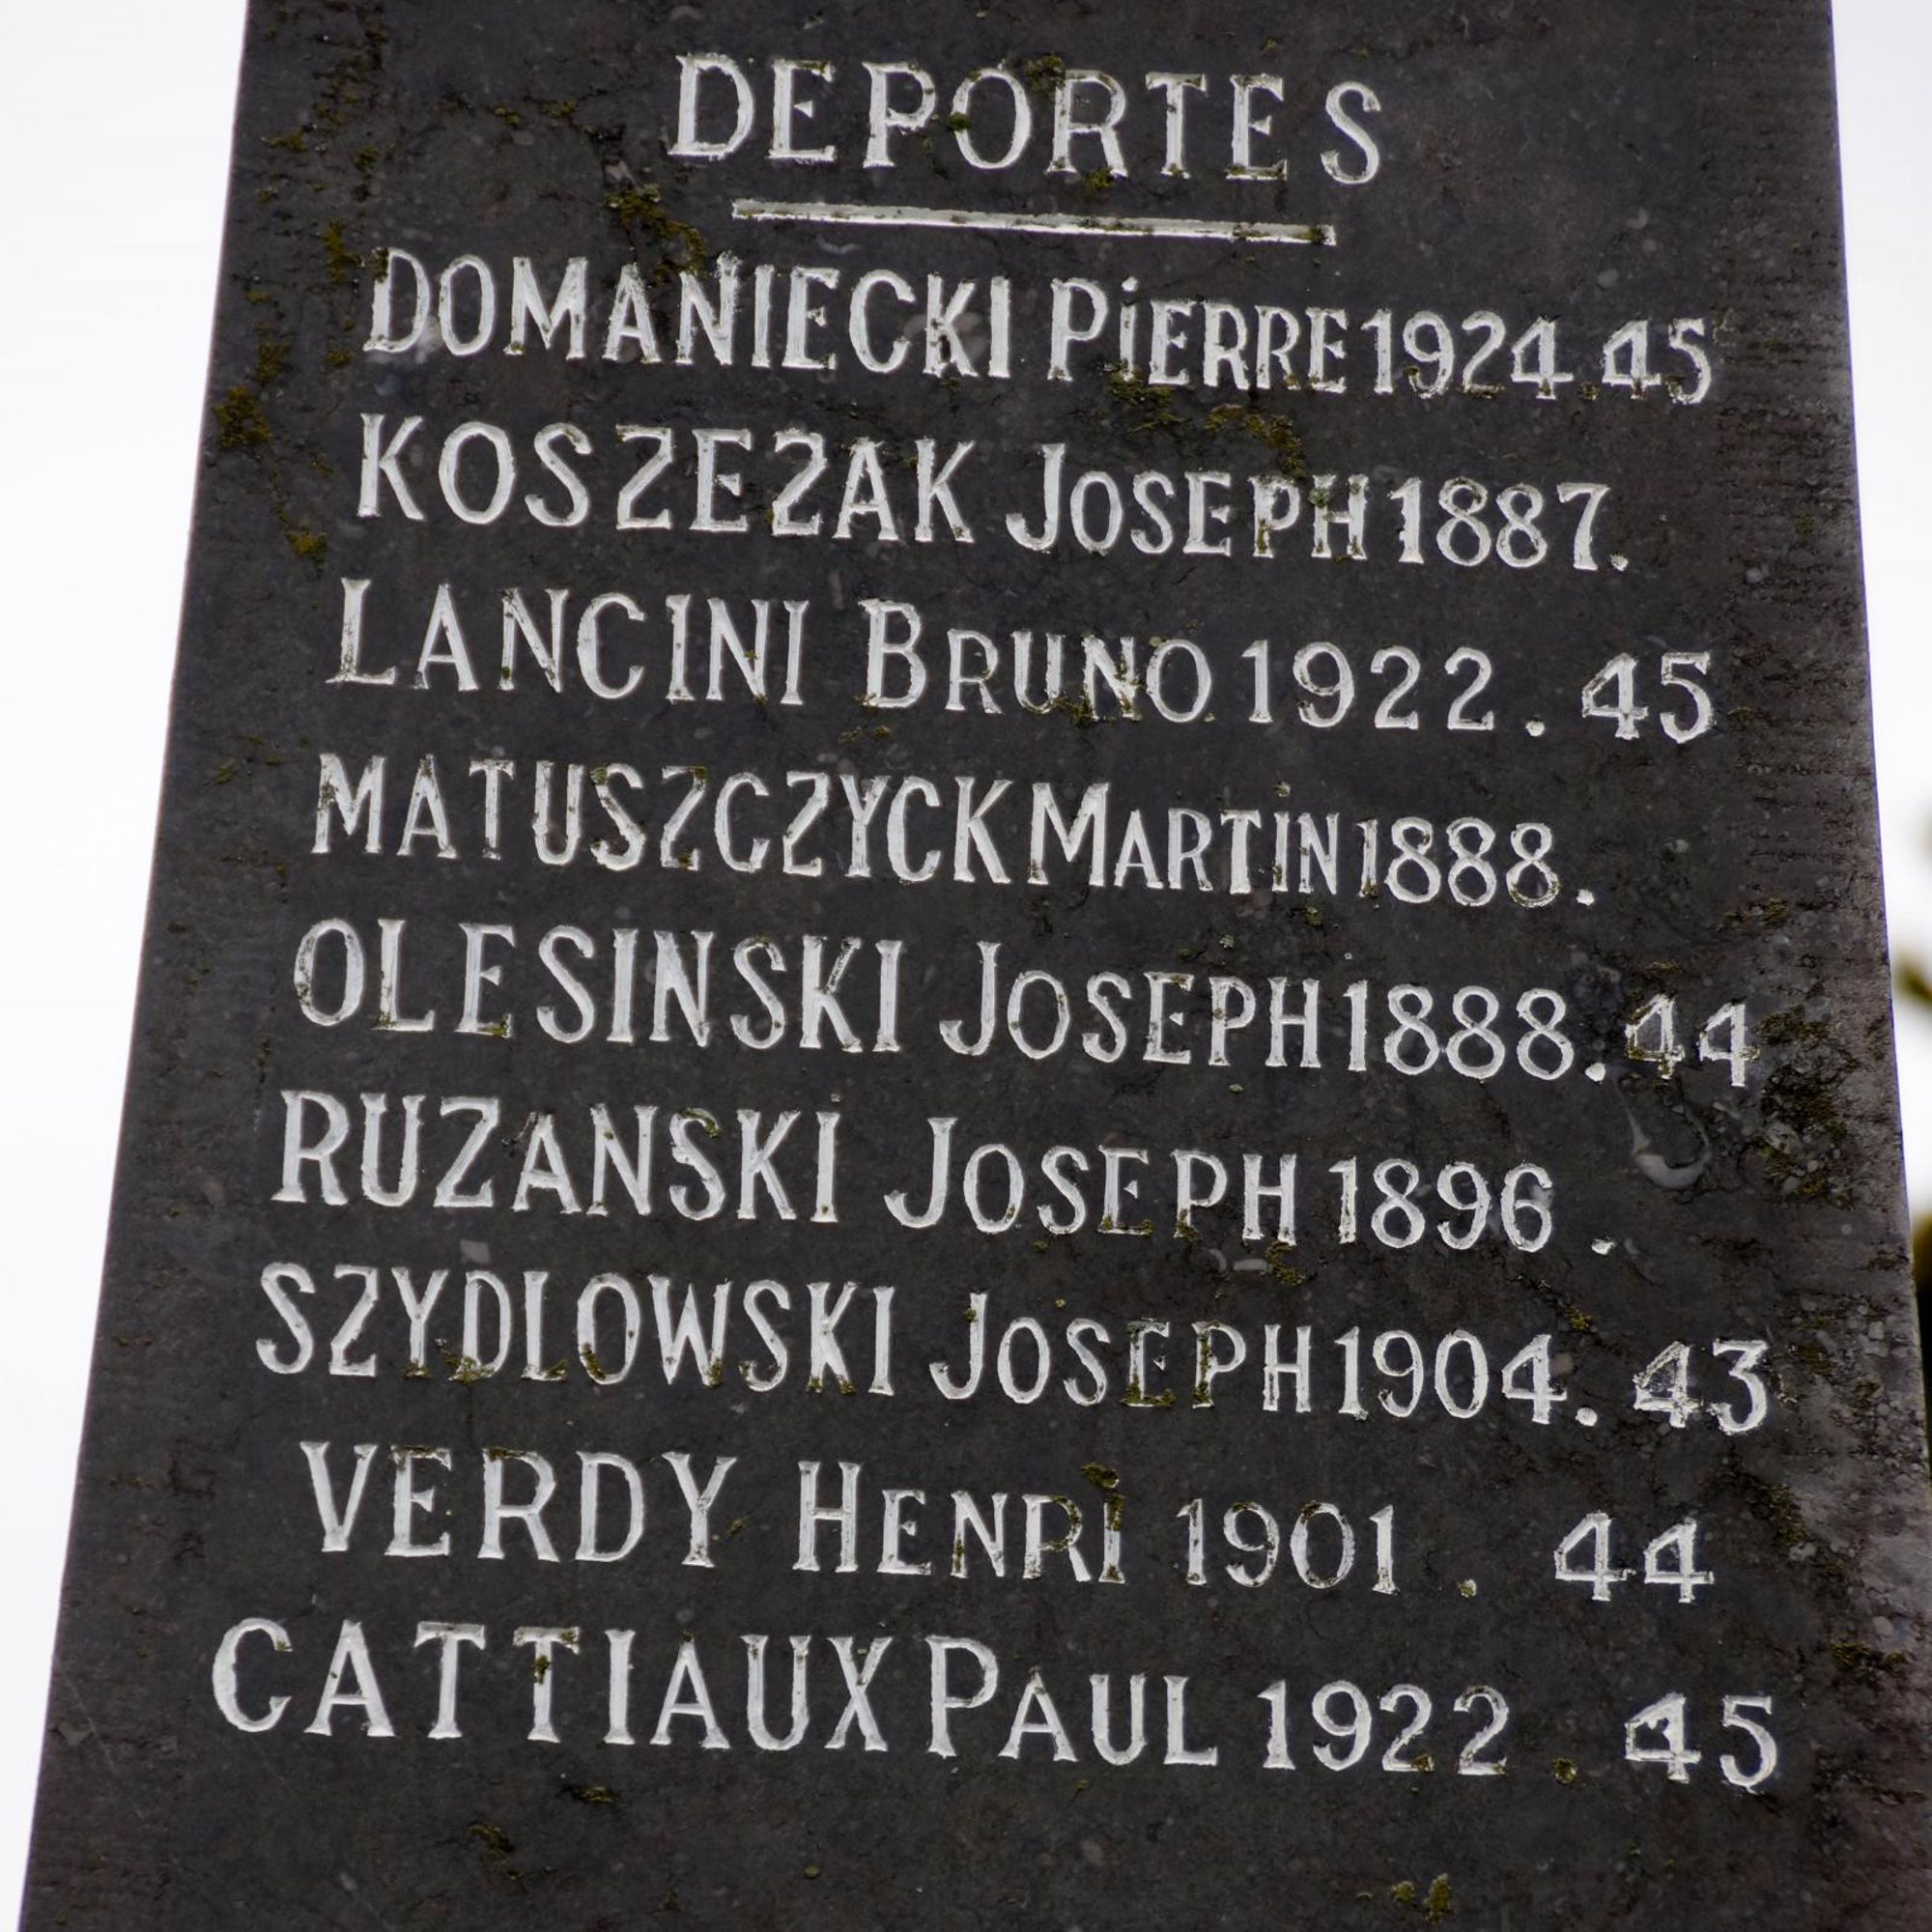 DEPORTES
DOMANIECKI PiERRE 1924.45
KOSZEZAK JOSEPH 1887.
LANCINI BRUNO 1922.45
MATUSZCZYCK MARTiN 1888.
OLESINSKI JOSEPH 1888.44
RUZANSKI JOSEPH 1896.
SZYDLOWSKI JOSEPH 1904.43
VERDY HENRi 1901.44
CATTIAUX PAUL 1922.45